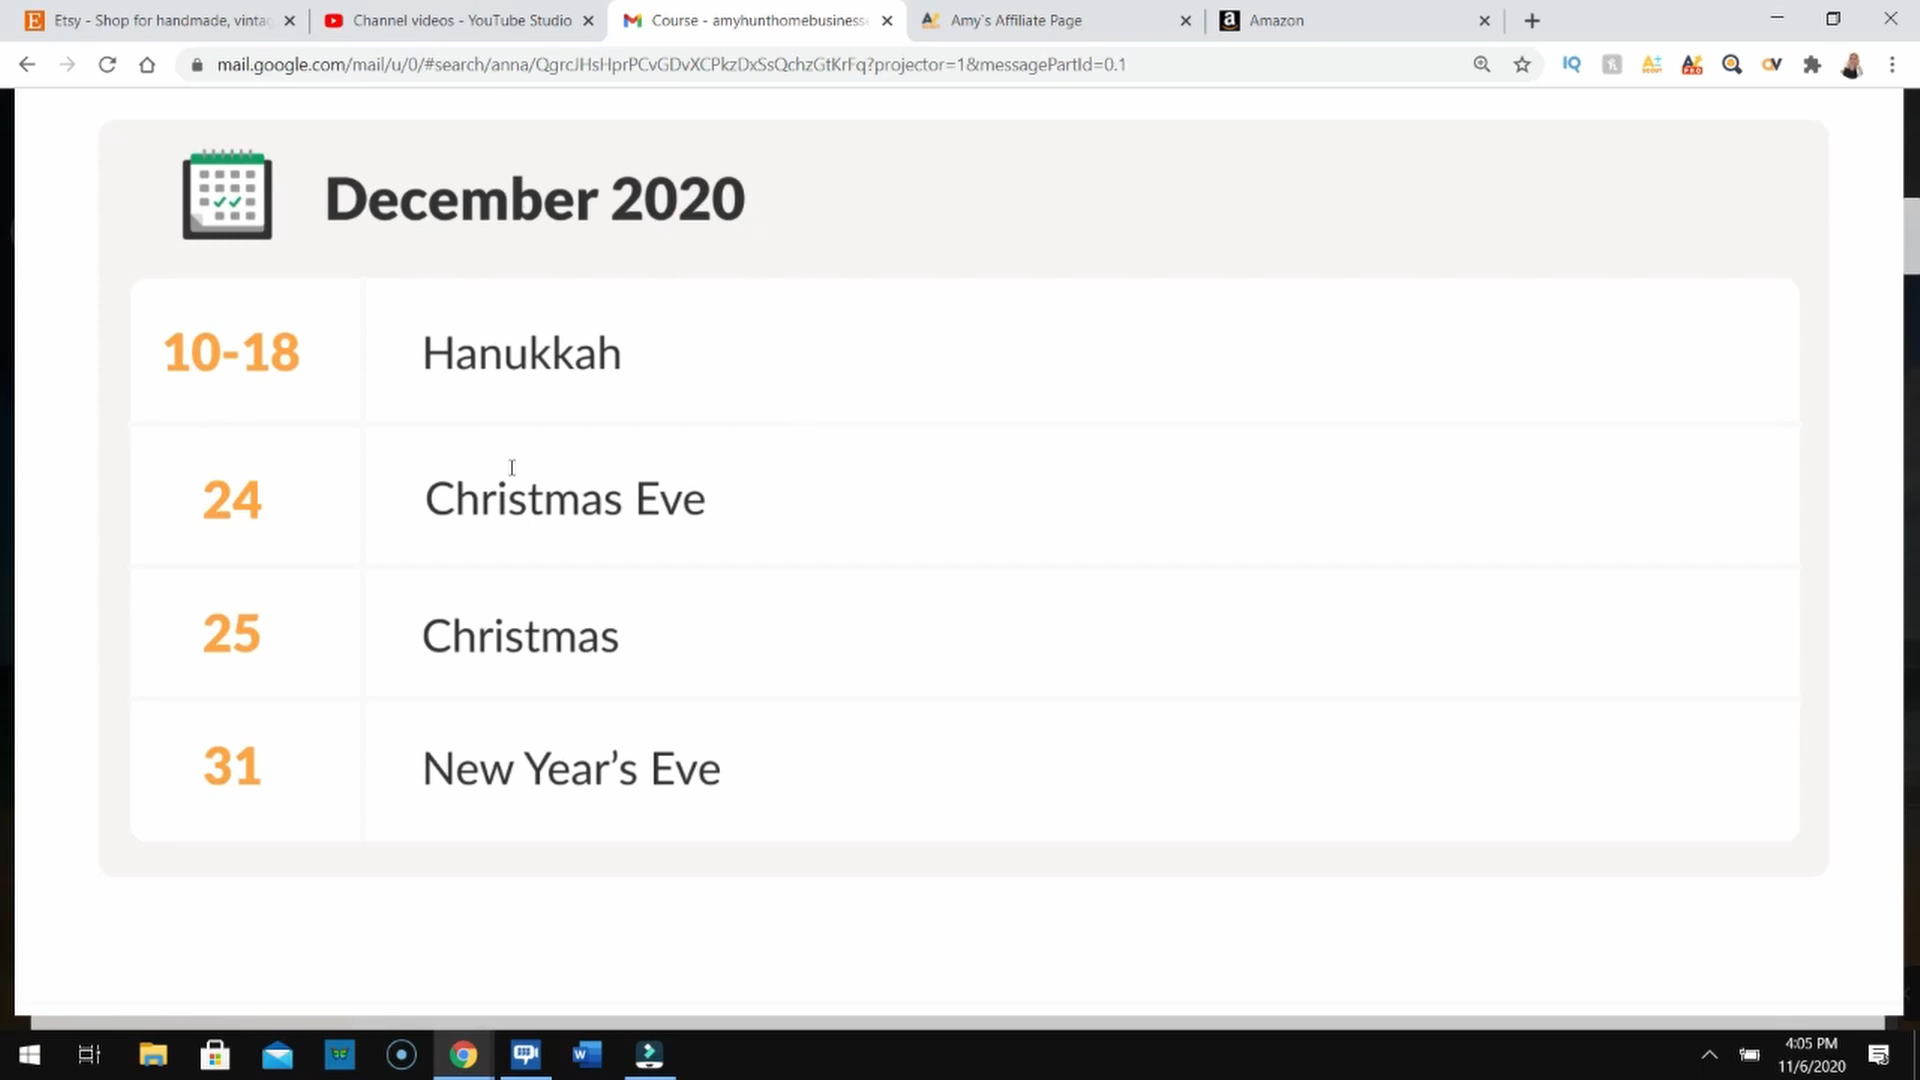 Etsy - Shop for handmade, vinta
Channel videos - YouTube Studio
Course - amyhunthomebusinesse
Amy`s Affiliate Page
Amazon
mail.google.com/mail/u/0/#search/anna/QgrcJHsHprPCvGDvXCPkzDxSsQchzGtKrFq?projector=1&messagePartId=0.1
December 2020
10-18 Hanukkah
24 Christmas Eve
25 Christmas
31 New Year’s Eve
4:05 PM
11/6/2020